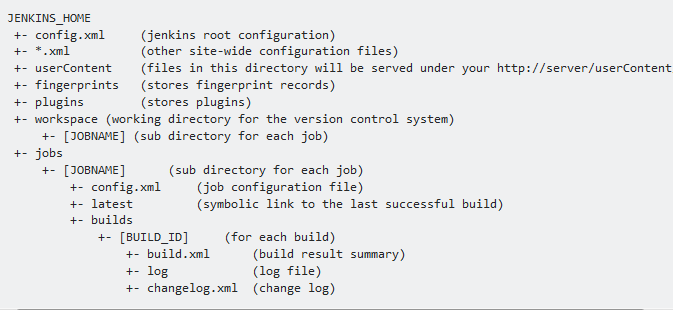 JENKINS_HOME
+- config.xml (jenkins root configuration)
+- *.xml (other site-wide configuration files)
+- userContent (files in this directory will be served under your http://server/userContent
+- fingerprints (stores fingerprint records)
+- plugins (stores plugins)
+- workspace (working directory for the version control system)
+- [JOBNAME] (sub directory for each job)
+- jobs
+- [JOBNAME] (sub directory for each job)
+- config.xml (job configuration file)
+- latest (symbolic link to the last successful build)
+- builds
+- [BUILD_ID] (for each build)
+- build.xml (build result summary)
+- log (log file)
+- changelog.xml (change log)